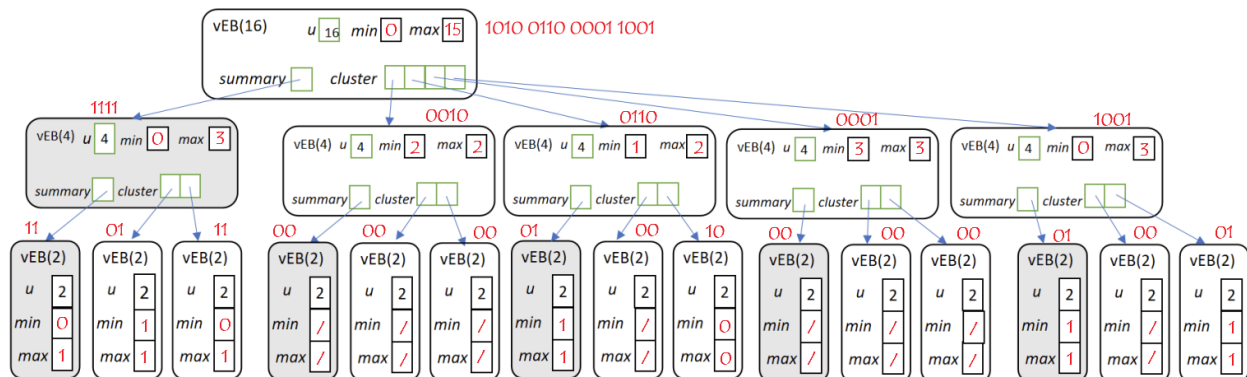 vEB(16) u 16 min 0 max 15 1010 0110 0001 1001
summary cluster
1111 0010 0110 0001 1001
vEB(4) u 4 min 0 max 3 vEB(4) u 4 min 2 max 2 vEB(4) u 4 min 1 max 2 vEB(4) u 4 min 3 max 3 vEB(4) u 4 min 0 max 3
summary cluster summary cluster summary cluster summary cluster summary cluster
11 01 11 00 00 00 01 00 10 00 00 00 01 00 01
vEB(2) vEB(2) vEB(2) vEB(2) vEB(2) vEB(2) vEB(2) vEB(2) vEB(2) vEB(2) vEB(2) vEB(2) vEB(2) vEB(2) vEB(2)
u 2 u 2 u 2 u 2 u 2 u 2 u 2 u 2 u 2 u 2 u 2 u 2 u 2 u 2 u 2
min 0 min 1 min 0 min / min / min / min 1 min / min 0 min / min / min / min 1 min / min 1
max 1 max 1 max 1 max / max / max / max 1 max / max 0 max / max / max / max 1 max / max 1